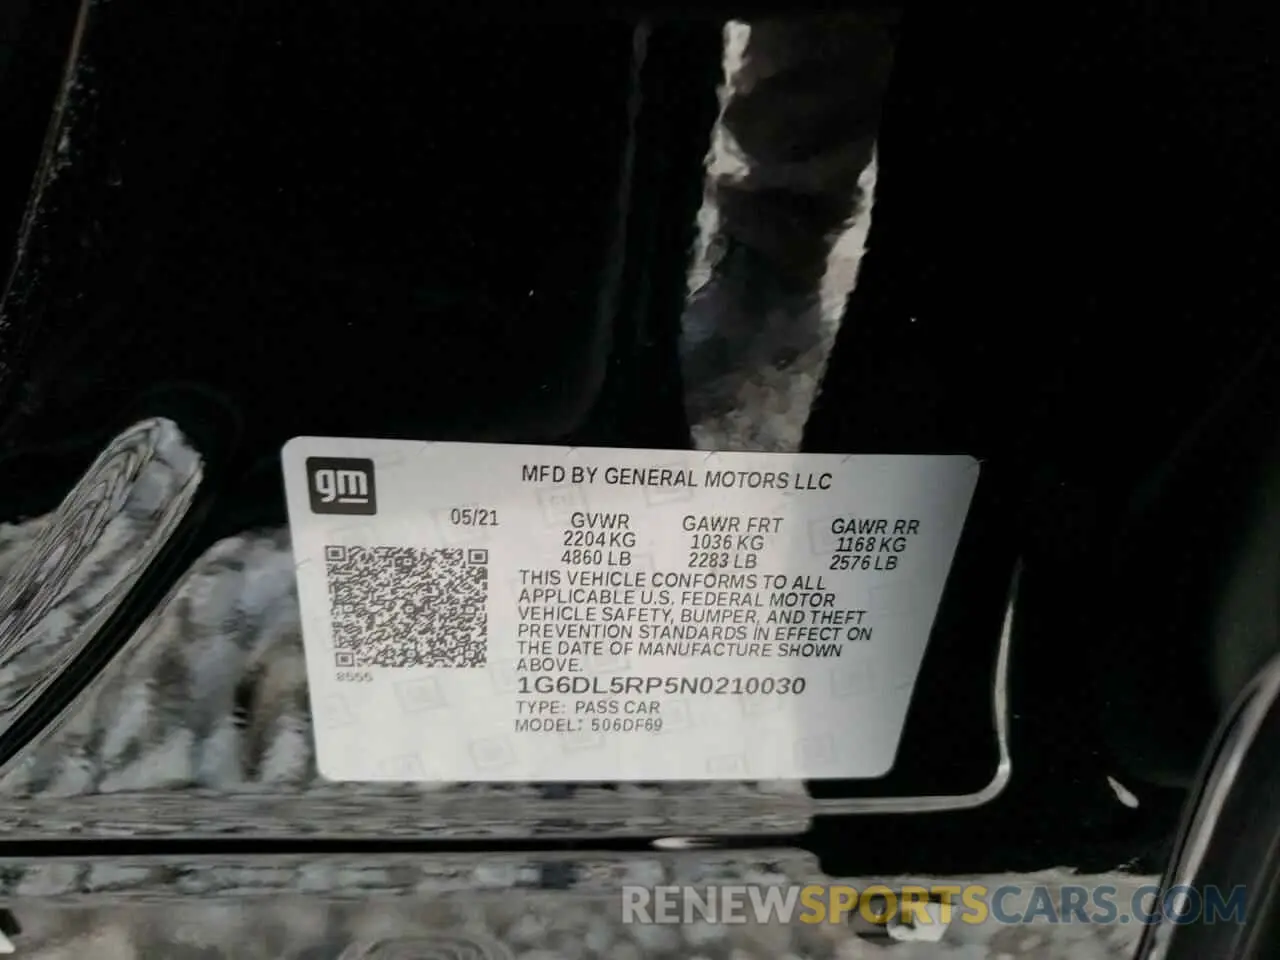 gm
MFD BY GENERAL MOTORS LLC
05/21
GVWR GAWR FRT GAWR RR
2204 KG 1036 KG 1168 KG
4860 LB 2283 LB 2576 LB
THIS VEHICLE CONFORMS TO ALL
APPLICABLE U.S. FEDERAL MOTOR
VEHICLE SAFETY, BUMPER, AND THEFT
PREVENTION STANDARDS IN EFFECT ON
THE DATE OF MANUFACTURE SHOWN
ABOVE.
1G6DL5RP5N0210030
TYPE: PASS CAR
MODEL: 506DF69
RENEWSPORTSCARS.COM